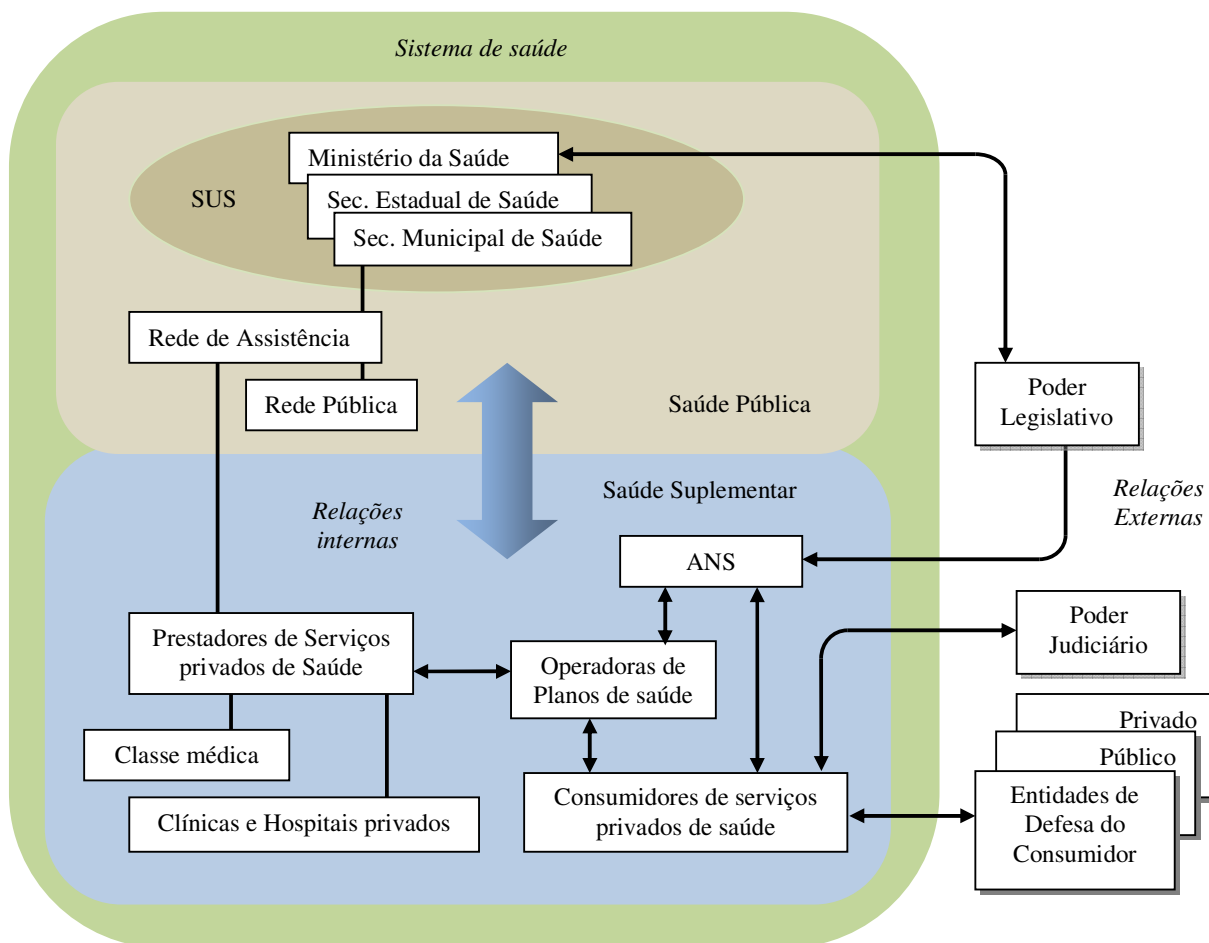 Sistema de saúde
Ministério da Saúde
SUS
Sec. Estadual de Saúde
Sec. Municipal de Saúde
Rede de Assistência
Rede Pública
Saúde Pública
Poder
Legislativo
Saúde Suplementar
Relações
internas
Relações
Externas
ANS
Prestadores de Serviços
privados de Saúde
Operadoras de
Planos de saúde
Poder
Judiciário
Classe médica
Clínicas e Hospitais privados
Consumidores de serviços
privados de saúde
Privado
Público
Entidades de
Defesa do
Consumidor